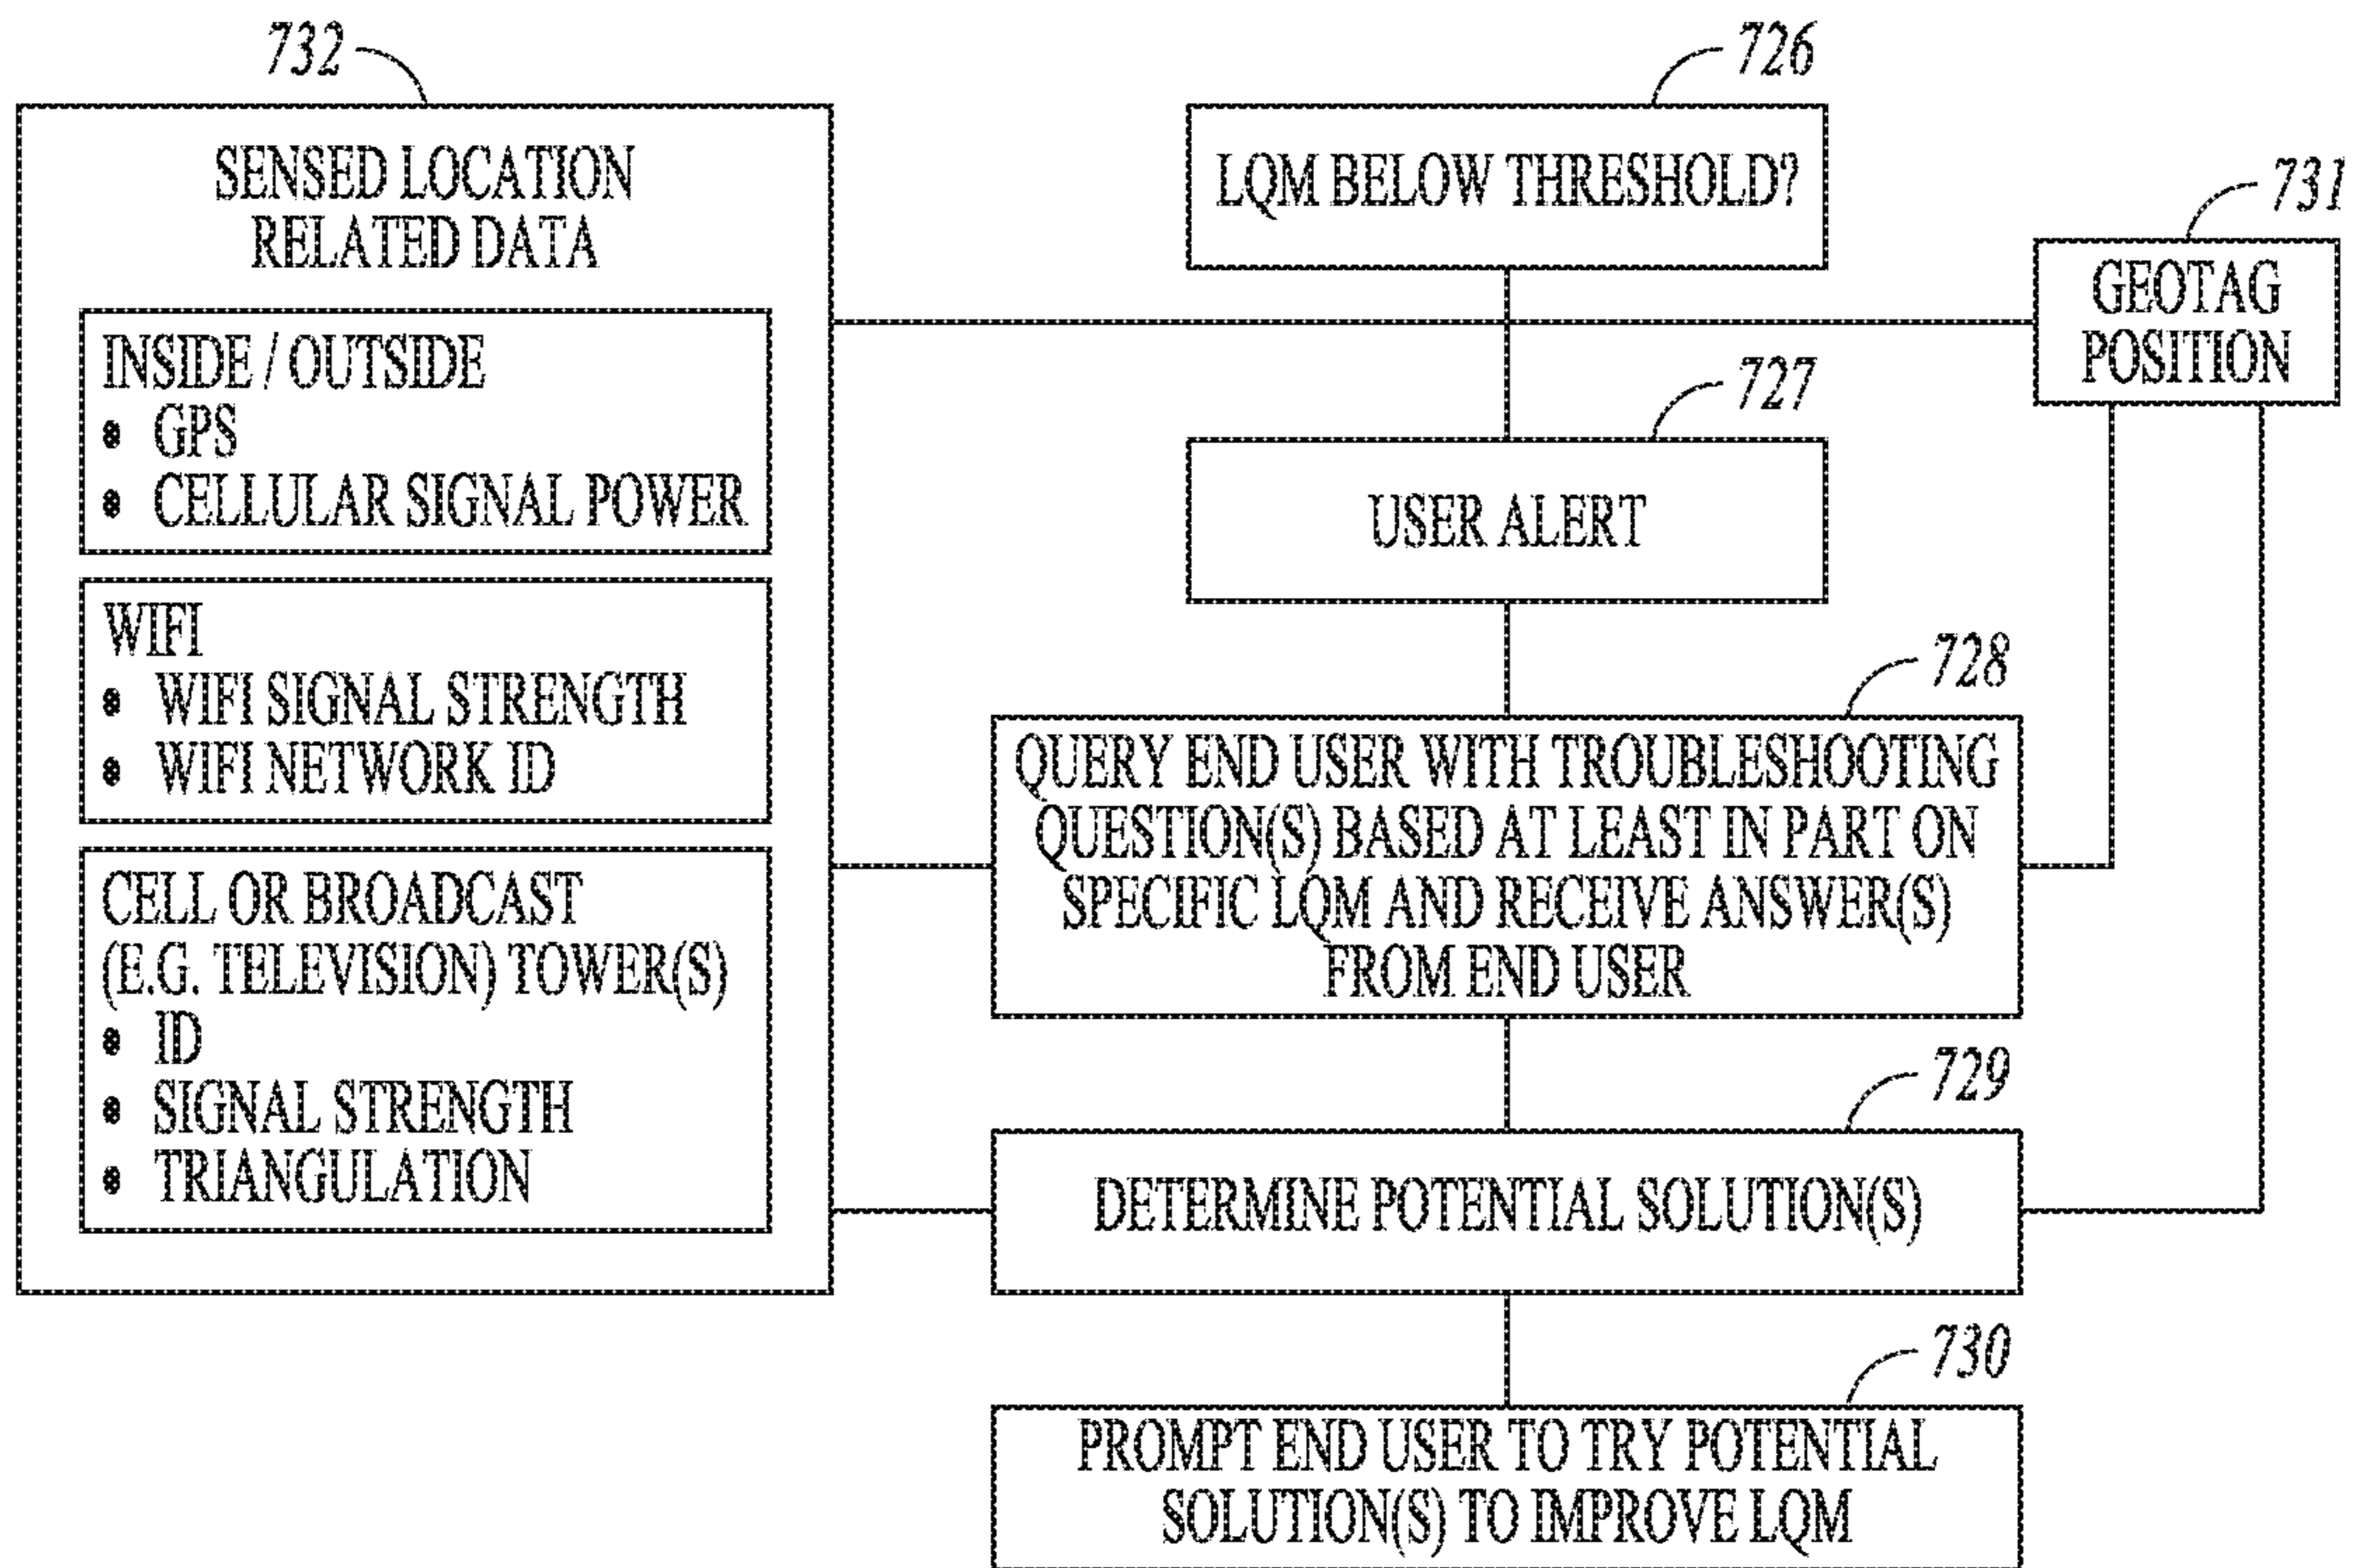 732
SENSED LOCATION
RELATED DATA
INSIDE / OUTSIDE
• GPS
• CELLULAR SIGNAL POWER
WIFI
• WIFI SIGNAL STRENGTH
• WIFI NETWORK ID
CELL OR BROADCAST
(E.G. TELEVISION) TOWER(S)
• ID
• SIGNAL STRENGTH
• TRIANGULATION
726
LQM BELOW THRESHOLD?
731
GEOTAG
POSITION
727
USER ALERT
728
QUERY END USER WITH TROUBLESHOOTING
QUESTION(S) BASED AT LEAST IN PART ON
SPECIFIC LQM AND RECEIVE ANSWER(S)
FROM END USER
729
DETERMINE POTENTIAL SOLUTION(S)
730
PROMPT END USER TO TRY POTENTIAL
SOLUTION(S) TO IMPROVE LQM